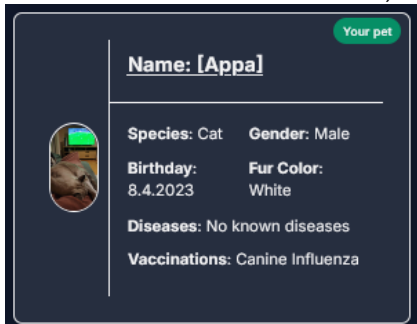 Your pet
Name: [Appa]
Species: Cat Gender: Male
Birthday: Fur Color:
8.4.2023 White
Diseases: No known diseases
Vaccinations: Canine Influenza